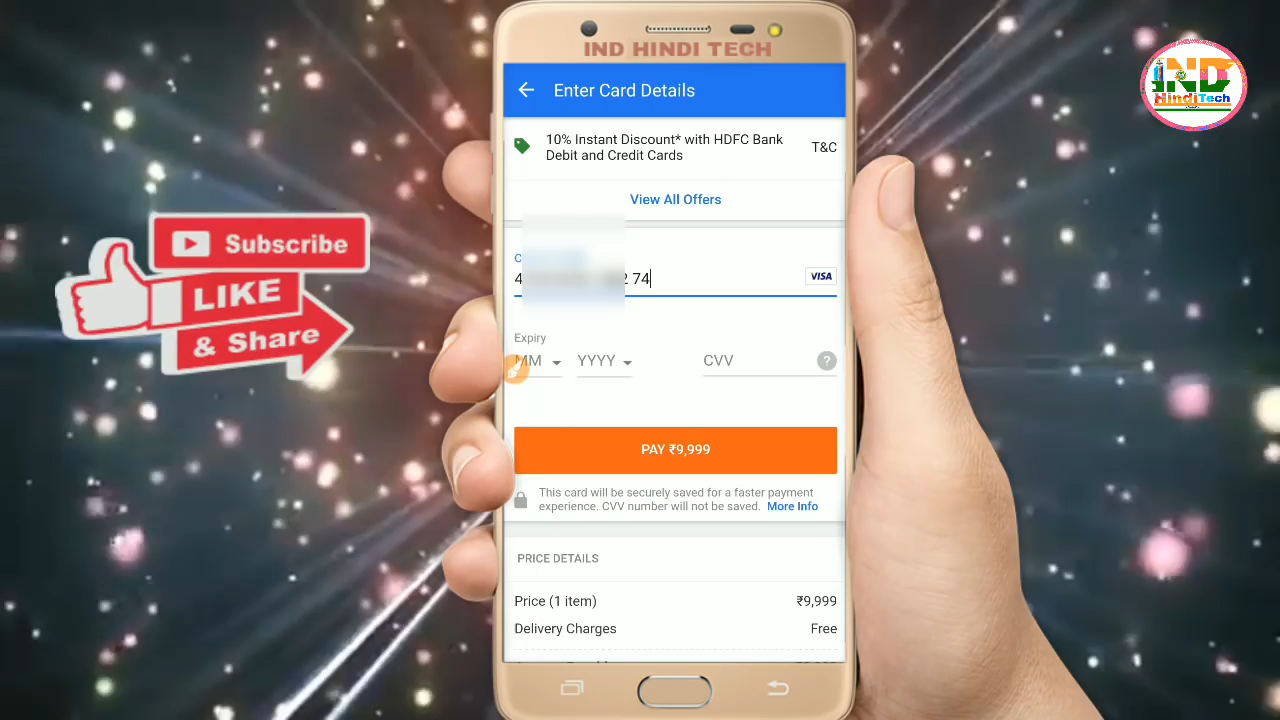 IND HINDI TECH
IND
HindiTech
Enter Card Details
10% Instant Discount* with HDFC Bank
Debit and Credit Cards
T&C
View All Offers
Subscribe
LIKE
& Share
4
2 74
VISA
Expiry
MM
YYYY
CVV
?
PAY ₹9,999
This card will be securely saved for a faster payment
experience. CVV number will not be saved. More Info
PRICE DETAILS
Price (1 item)
₹9,999
Delivery Charges
Free